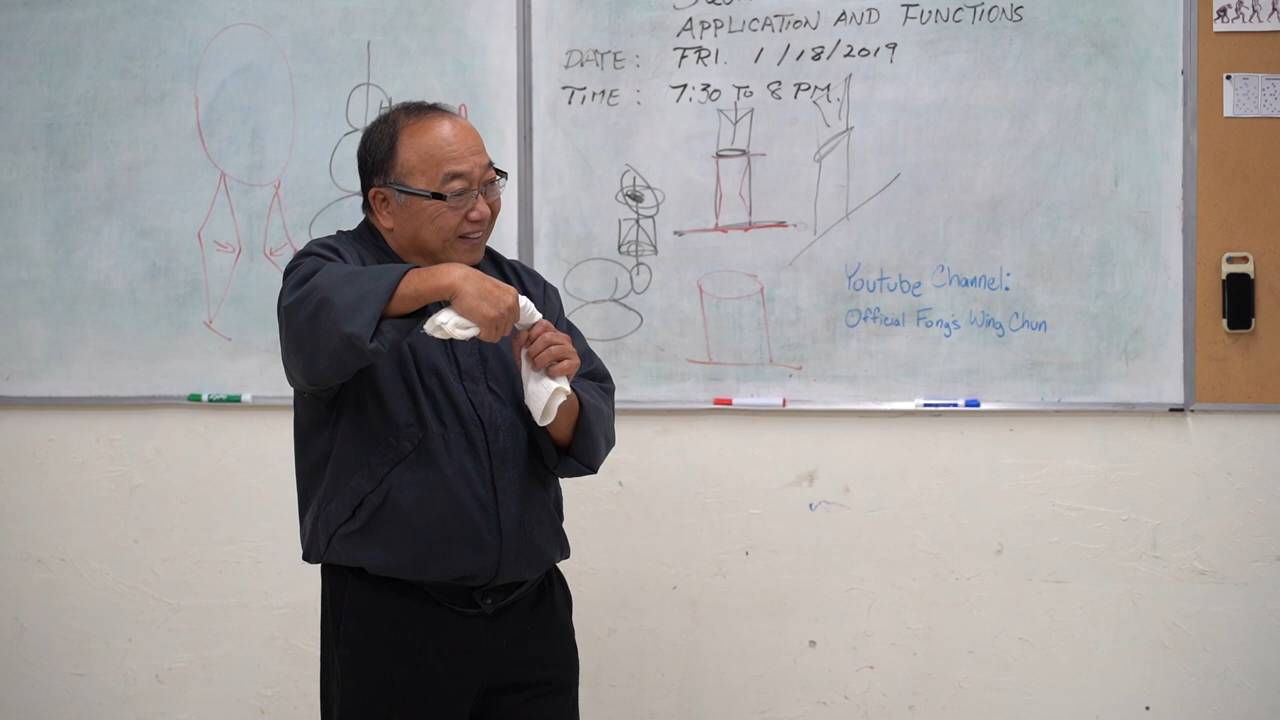 APPLICATION AND FUNCTIONS
DATE: FRI. 1/18/2019
TIME: 7:30 TO 8 PM.
Youtube Channel:
Official Fong's Wing Chun